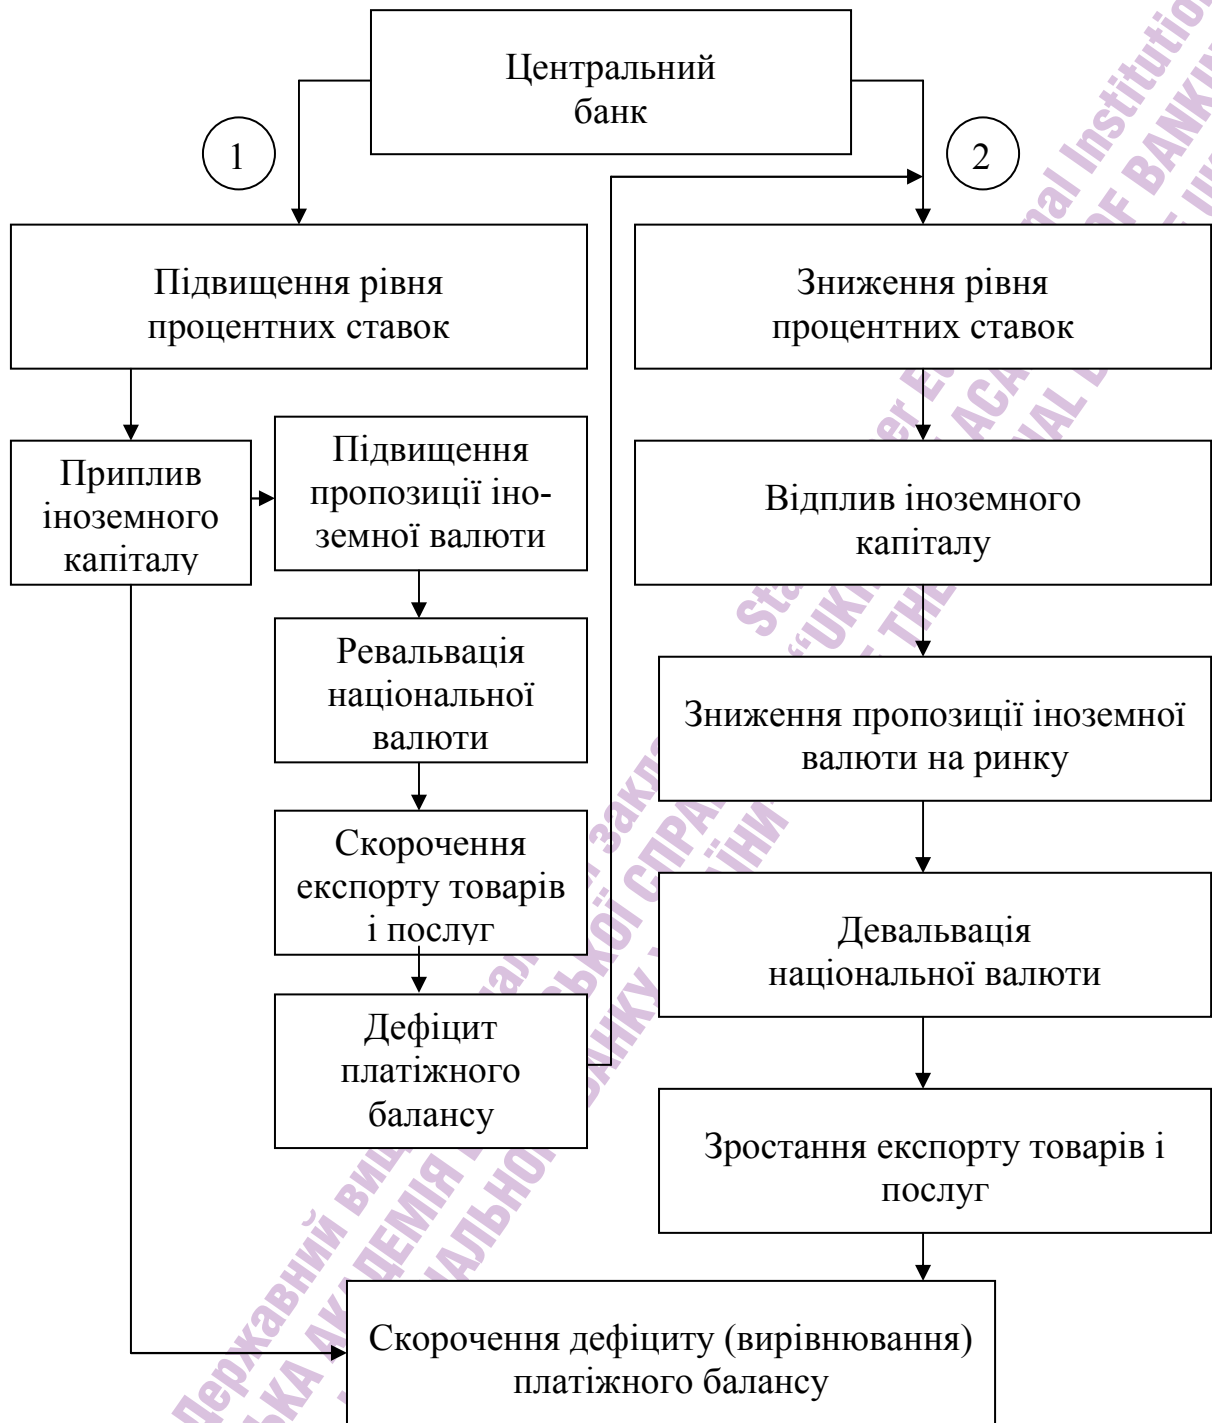 Центральний
банк
1
2
Підвищення рівня
процентних ставок
Зниження рівня
процентних ставок
Приплив
іноземного
капіталу
Підвищення
пропозиції іно-
земної валюти
Відплив іноземного
капіталу
Ревальвація
національної
валюти
Зниження пропозиції іноземної
валюти на ринку
Скорочення
експорту товарів
і послуг
Девальвація
національної валюти
Дефіцит
платіжного
балансу
Зростання експорту товарів і
послуг
Скорочення дефіциту (вирівнювання)
платіжного балансу